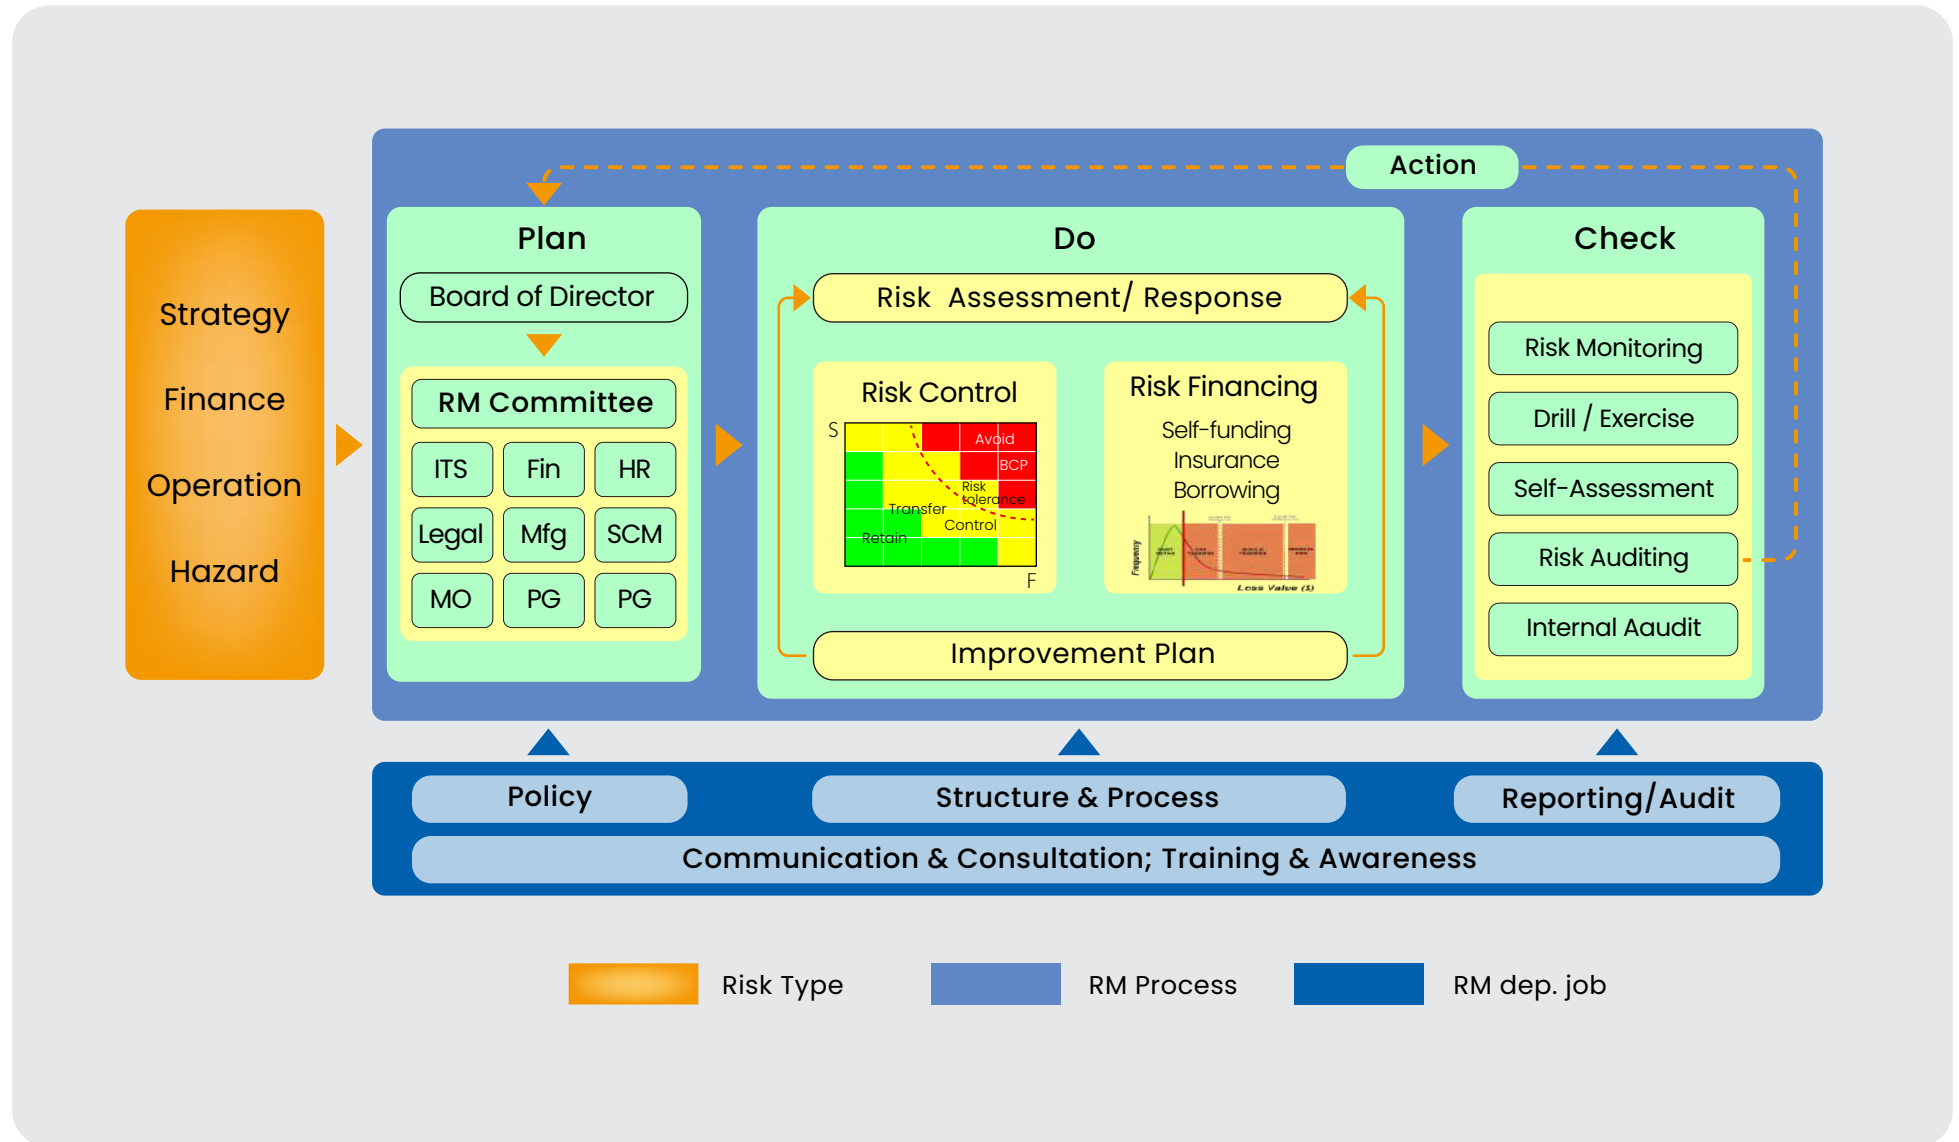 Action
Strategy
Finance
Operation
Hazard
Plan
Board of Director
RM Committee
ITS
Fin
HR
Legal
Mfg
SCM
MO
PG
PG
Do
Risk Assessment/ Response
Risk Control
S
Avoid
BCP
Risk
tolerance
Transfer
Control
Retain
F
Risk Financing
Self-funding
Insurance
Borrowing
Frequency
Loss Value ($)
Improvement Plan
Check
Risk Monitoring
Drill / Exercise
Self-Assessment
Risk Auditing
Internal Aaudit
Policy
Structure & Process
Reporting/Audit
Communication & Consultation; Training & Awareness
Risk Type
RM Process
RM dep. job